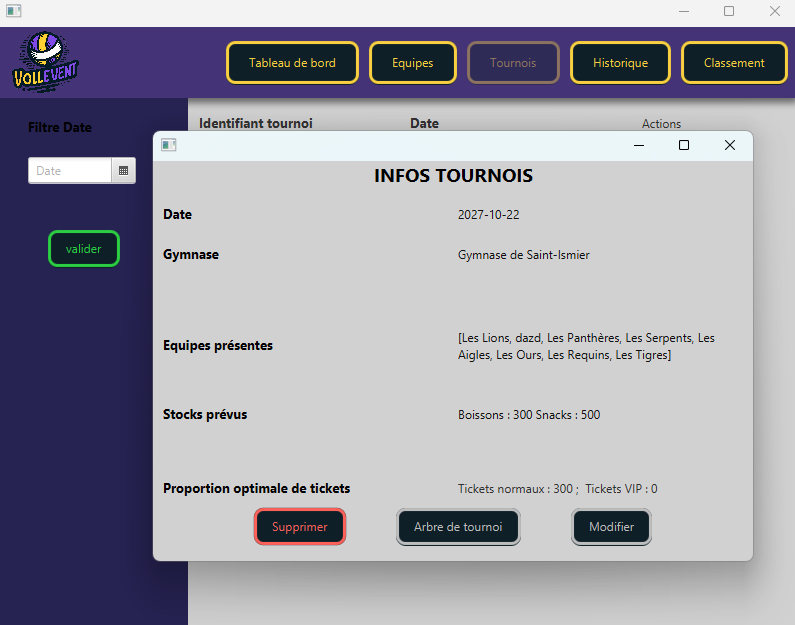 VOLLEVENT
Tableau de bord
Equipes
Tournois
Historique
Classement
Filtre Date
Date
valider
Identifiant tournoi
Date
Actions
INFOS TOURNOIS
Date
2027-10-22
Gymnase
Gymnase de Saint-Ismier
Equipes présentes
[Les Lions, dazd, Les Panthères, Les Serpents, Les
Aigles, Les Ours, Les Requins, Les Tigres]
Stocks prévus
Boissons : 300 Snacks : 500
Proportion optimale de tickets
Tickets normaux : 300 ;  Tickets VIP : 0
Supprimer
Arbre de tournoi
Modifier